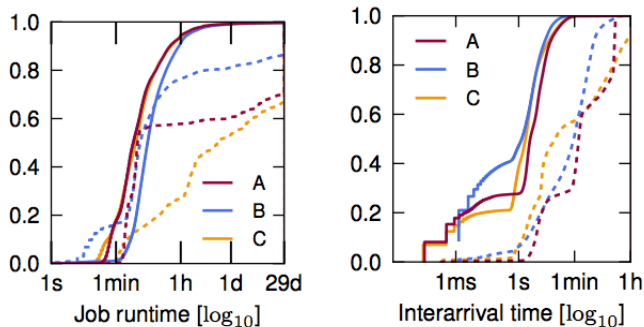 1.0
0.8
0.6
0.4
0.2
0.0
A
B
C
1s 1min 1h 1d 29d
Job runtime [log10]
1.0
0.8
0.6
0.4
0.2
0.0
A
B
C
1ms 1s 1min 1h
Interarrival time [log10]